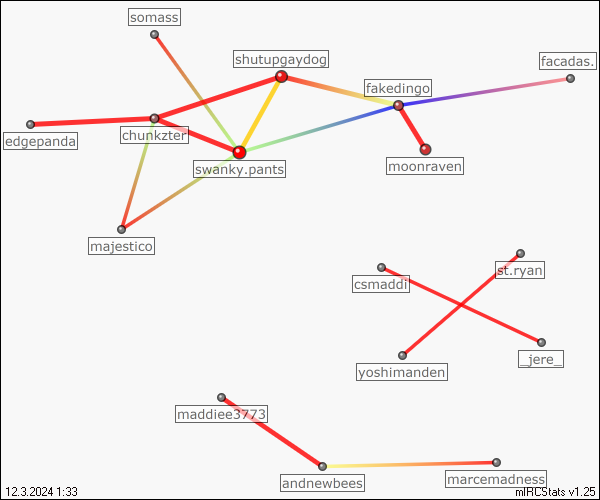 somass
shutupgaydog
facadas.
fakedingo
edgepanda
chunkzter
swanky.pants
moonraven
majestico
csmaddi
st.ryan
yoshimanden
_jere_
maddiee3773
andnewbees
marcemadness
12.3.2024 1:33
mIRCStats v1.25